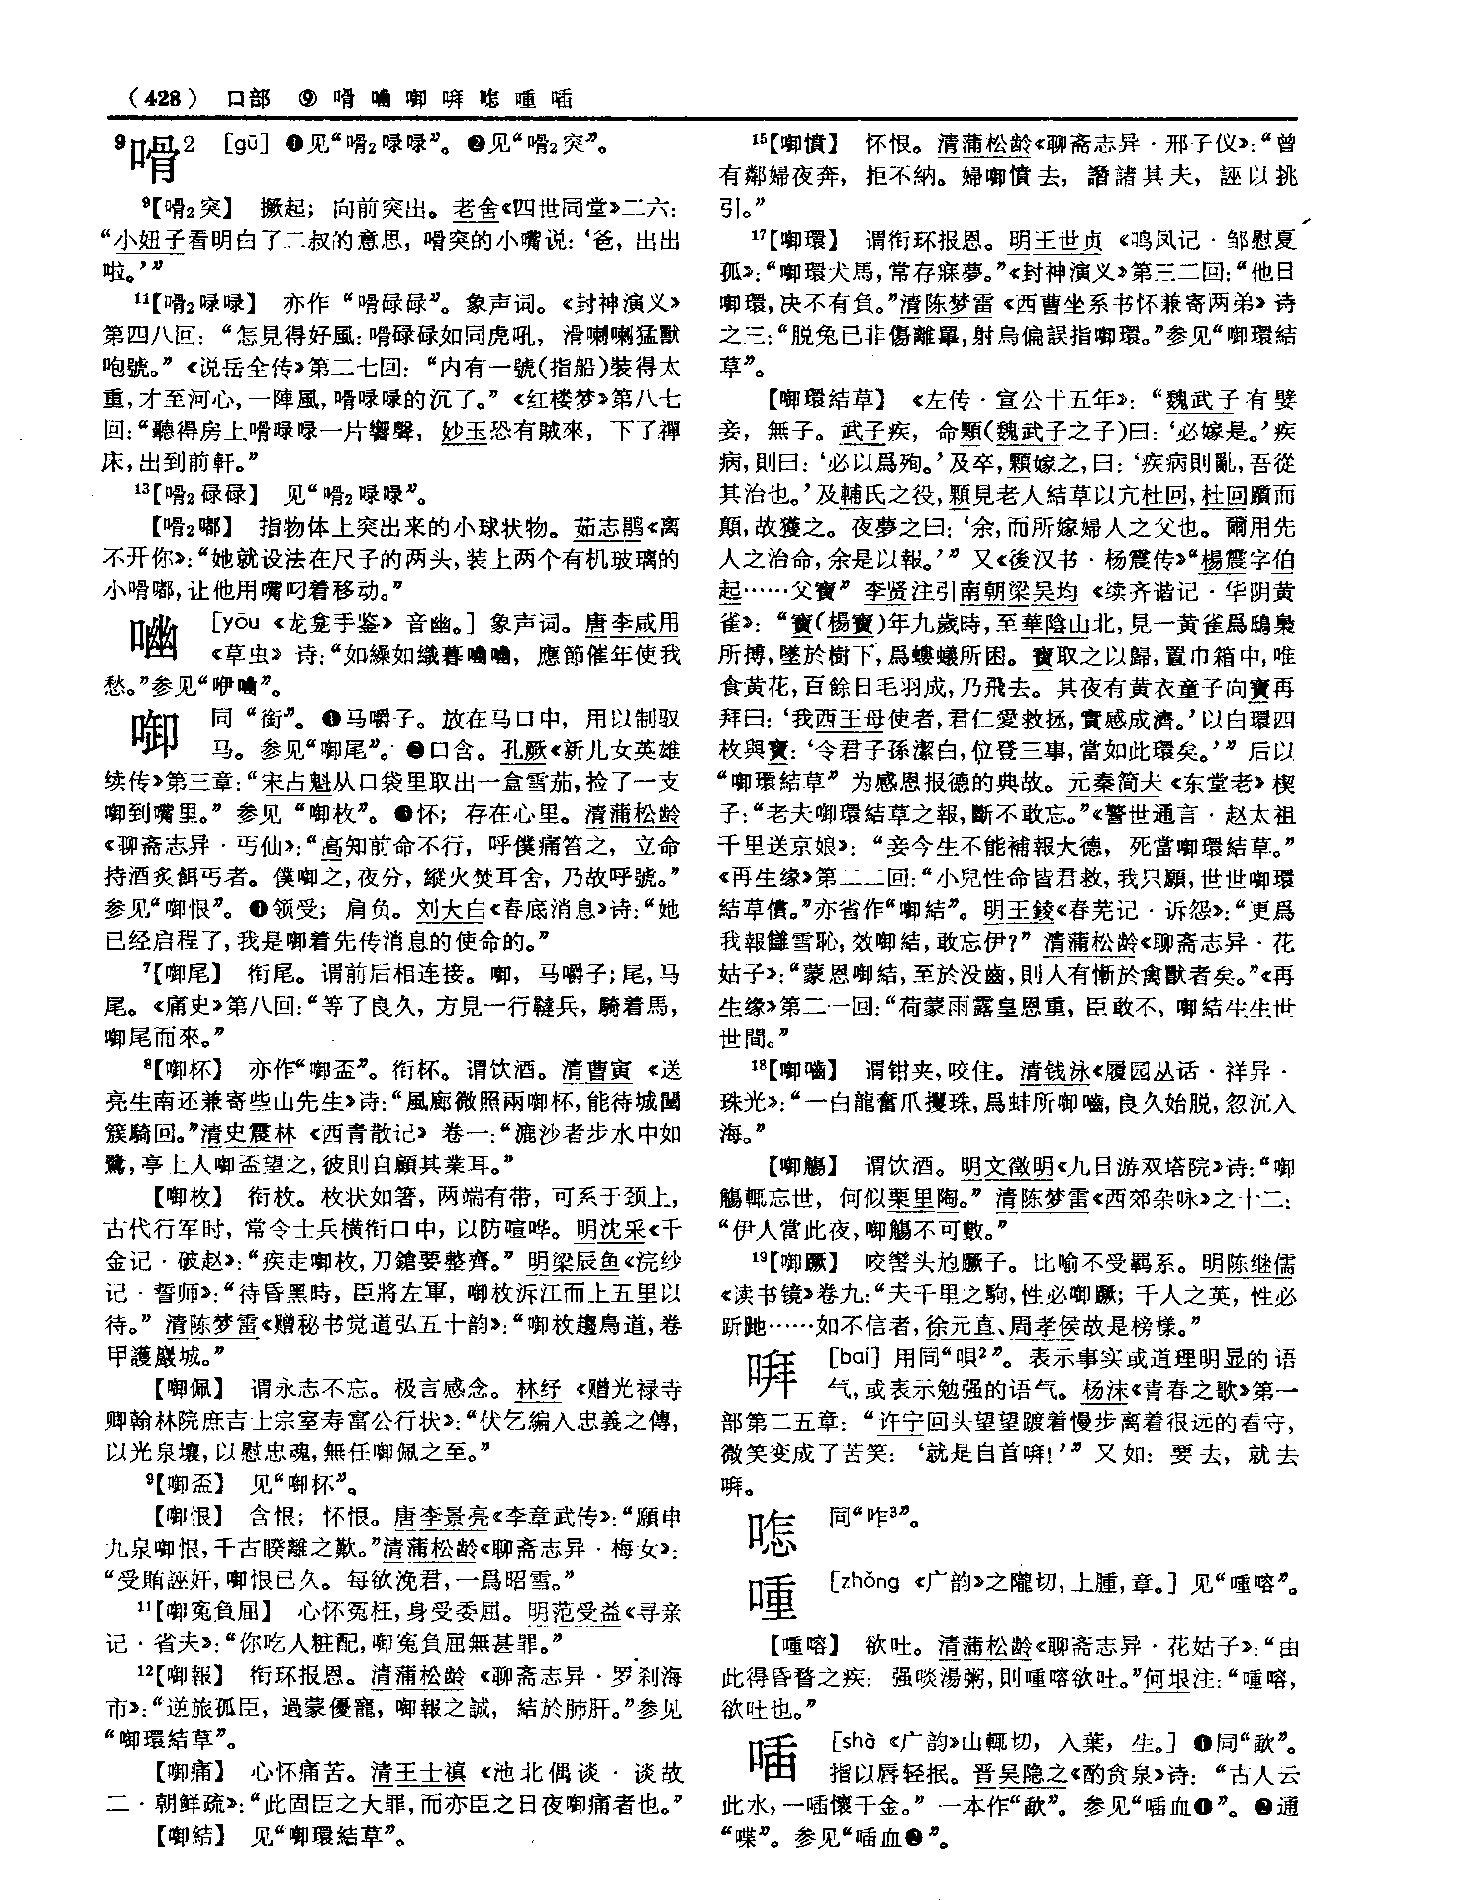 （428） 口部 ⑨ 嗗 㘭 啣 啩 㗔 喠 喢
⁹嗗2 [gū] ❶见“嗗₂喙喙”。❷见“嗗₂突”。
⁹【嗗₂突】 撅起；向前突出。老舍《四世同堂》二六：
“小妞子看明白了二叔的意思，嗗突的小嘴说：‘爸，出出
啦。’”
¹¹【嗗₂㖨㖨】 亦作“嗗碌碌”。象声词。《封神演义》
第四八回：“怎見得好風：嗗碌碌如同虎吼，滑喇喇猛獸
咆號。”《说岳全传》第二七回：“内有一號(指船)裝得太
重，才至河心，一陣風，嗗㖨㖨的沉了。”《红楼梦》第八七
回：“聽得房上嗗㖨㖨一片響聲，妙玉恐有賊來，下了禪
床，出到前軒。”
¹³【嗗₂碌碌】 见“嗗₂㖨㖨”。
【嗗₂嘟】 指物体上突出来的小球状物。茹志鹃《离
不开你》：“她就设法在尺子的两头，装上两个有机玻璃的
小嗗嘟，让他用嘴叼着移动。”
[yōu 《龙龛手鉴》音幽。] 象声词。唐李咸用
《草虫》诗：“如繰如織暮，應節催年使我
愁。”参见“咿”。
啣 同“銜”。❶马嚼子。放在马口中，用以制驭
马。参见“啣尾”。❷口含。孔厥《新儿女英雄
续传》第三章：“宋占魁从口袋里取出一盒雪茄，捡了一支
啣到嘴里。”参见“啣枚”。❸怀；存在心里。清蒲松龄
《聊斋志异·丐仙》：“高知前命不行，呼僕痛笞之，立命
持酒炙餌丐者。僕啣之，夜分，縱火焚耳舍，乃故呼號。”
参见“啣恨”。❹领受；肩负。刘大白《春底消息》诗：“她
已经启程了，我是啣着先传消息的使命的。”
⁷【啣尾】 衔尾。谓前后相连接。啣，马嚼子；尾，马
尾。《痛史》第八回：“等了良久，方見一行韃兵，騎着馬，
啣尾而來。”
⁸【啣杯】 亦作“啣盃”。衔杯。谓饮酒。清曹寅《送
亮生南还兼寄些山先生》诗：“風廊微照兩啣杯，能待城闉
簇騎回。”清史震林《西青散记》卷一：“漉沙者步水中如
鷺，亭上人啣盃望之，彼則自顧其業耳。”
【啣枚】 衔枚。枚状如箸，两端有带，可系于颈上，
古代行军时，常令士兵横衔口中，以防喧哗。明沈采《千
金记·破赵》：“疾走啣枚，刀鎗要整齊。”明梁辰鱼《浣纱
记·誓师》：“待昏黑時，臣將左軍，啣枚泝江而上五里以
待。”清陈梦雷《赠秘书觉道弘五十韵》：“啣枚趨鳥道，卷
甲護巖城。”
【啣佩】 谓永志不忘。极言感念。林纾《赠光禄寺
卿翰林院庶吉士宗室寿富公行状》：“伏乞編入忠義之傳，
以光泉壤，以慰忠魂，無任啣佩之至。”
⁹【啣盃】 见“啣杯”。
【啣恨】 含恨；怀恨。唐李景亮《李章武传》：“願申
九泉啣恨，千古睽離之歎。”清蒲松龄《聊斋志异·梅女》：
“受賄誣奸，啣恨已久。每欲浼君，一爲昭雪。”
¹¹【啣冤負屈】 心怀冤枉，身受委屈。明范受益《寻亲
记·省夫》：“你吃人粧配，啣冤負屈無甚罪。”
¹²【啣報】 衔环报恩。清蒲松龄《聊斋志异·罗刹海
市》：“逆旅孤臣，過蒙優寵，啣報之誠，結於肺肝。”参见
“啣環結草”。
【啣痛】 心怀痛苦。清王士禛《池北偶谈·谈故
二·朝鲜疏》：“此固臣之大罪，而亦臣之日夜啣痛者也。”
【啣結】 见“啣環結草”。
¹⁵【啣憤】 怀恨。清蒲松龄《聊斋志异·邢子仪》：“曾
有鄰婦夜奔，拒不納。婦啣憤去，譖諸其夫，誣以挑
引。”
¹⁷【啣環】 谓衔环报恩。明王世贞《鸣凤记·邹慰夏
孤》：“啣環犬馬，常存寐夢。”《封神演义》第三二回：“他日
啣環，决不有負。”清陈梦雷《西曹坐系书怀兼寄两弟》诗
之三：“脱兔已非傷離罼，射烏偏誤指啣環。”参见“啣環結
草”。
【啣環結草】 《左传·宣公十五年》：“魏武子有嬖
妾，無子。武子疾，命顆(魏武子之子)曰：‘必嫁是。’疾
病，則曰：‘必以爲殉。’及卒，顆嫁之，曰：‘疾病則亂，吾從
其治也。’及輔氏之役，顆見老人結草以亢杜回，杜回躓而
顛，故獲之。夜夢之曰：‘余，而所嫁婦人之父也。爾用先
人之治命，余是以報。’”又《後汉书·杨震传》“楊震字伯
起……父寶”李贤注引南朝梁吴均《续齐谐记·华阴黄
雀》：“寶(楊寶)年九歲時，至華陰山北，見一黄雀爲鴟梟
所搏，墜於樹下，爲螻蟻所困。寶取之以歸，置巾箱中，唯
食黄花，百餘日毛羽成，乃飛去。其夜有黄衣童子向寶再
拜曰：‘我西王母使者，君仁愛救拯，實感成濟。’以白環四
枚與寶：‘令君子孫潔白，位登三事，當如此環矣。’”后以
“啣環結草”为感恩报德的典故。元秦简夫《东堂老》楔
子：“老夫啣環結草之報，斷不敢忘。”《警世通言·赵太祖
千里送京娘》：“妾今生不能補報大德，死當啣環結草。”
《再生缘》第二二回：“小兒性命皆君救，我只願，世世啣環
結草償。”亦省作“啣結”。明王錂《春芜记·诉怨》：“更爲
我報讎雪恥，效啣結，敢忘伊？”清蒲松龄《聊斋志异·花
姑子》：“蒙恩啣結，至於没齒，則人有慚於禽獸者矣。”《再
生缘》第二一回：“荷蒙雨露皇恩重，臣敢不，啣結生生世
世間。”
¹⁸【啣嚙】 谓钳夹，咬住。清钱泳《履园丛话·祥异·
珠光》：“一白龍奮爪攫珠，爲蚌所啣嚙，良久始脱，忽沉入
海。”
【啣觴】 谓饮酒。明文徵明《九日游双塔院》诗：“啣
觴輒忘世，何似栗里陶。”清陈梦雷《西郊杂咏》之十二：
“伊人當此夜，啣觴不可數。”
¹⁹【啣蹶】 咬辔头尥蹶子。比喻不受羁系。明陈继儒
《读书镜》卷九：“夫千里之駒，性必啣蹶；千人之英，性必
跅跎……如不信者，徐元直、周孝侯故是榜樣。”
[bai] 用同“唄²”。表示事实或道理明显的语
气，或表示勉强的语气。杨沫《青春之歌》第一
部第二五章：“许宁回头望望踱着慢步离着很远的看守，
微笑变成了苦笑：‘就是自首！’”又如：要去，就去
。
同“咋³”。
喠 [zhǒng 《广韵》之隴切，上腫，章。] 见“喠㗀”。
【喠㗀】 欲吐。清蒲松龄《聊斋志异·花姑子》：“由
此得昏瞀之疾：强啖湯粥，則喠㗀欲吐。”何垠注：“喠㗀，
欲吐也。”
喢 [shà 《广韵》山輒切，入葉，生。] ❶同“歃”。
指以唇轻抿。晋吴隐之《酌贪泉》诗：“古人云
此水，一喢懷千金。”一本作“歃”。参见“喢血❶”。❷通
“喋”。参见“喢血❷”。